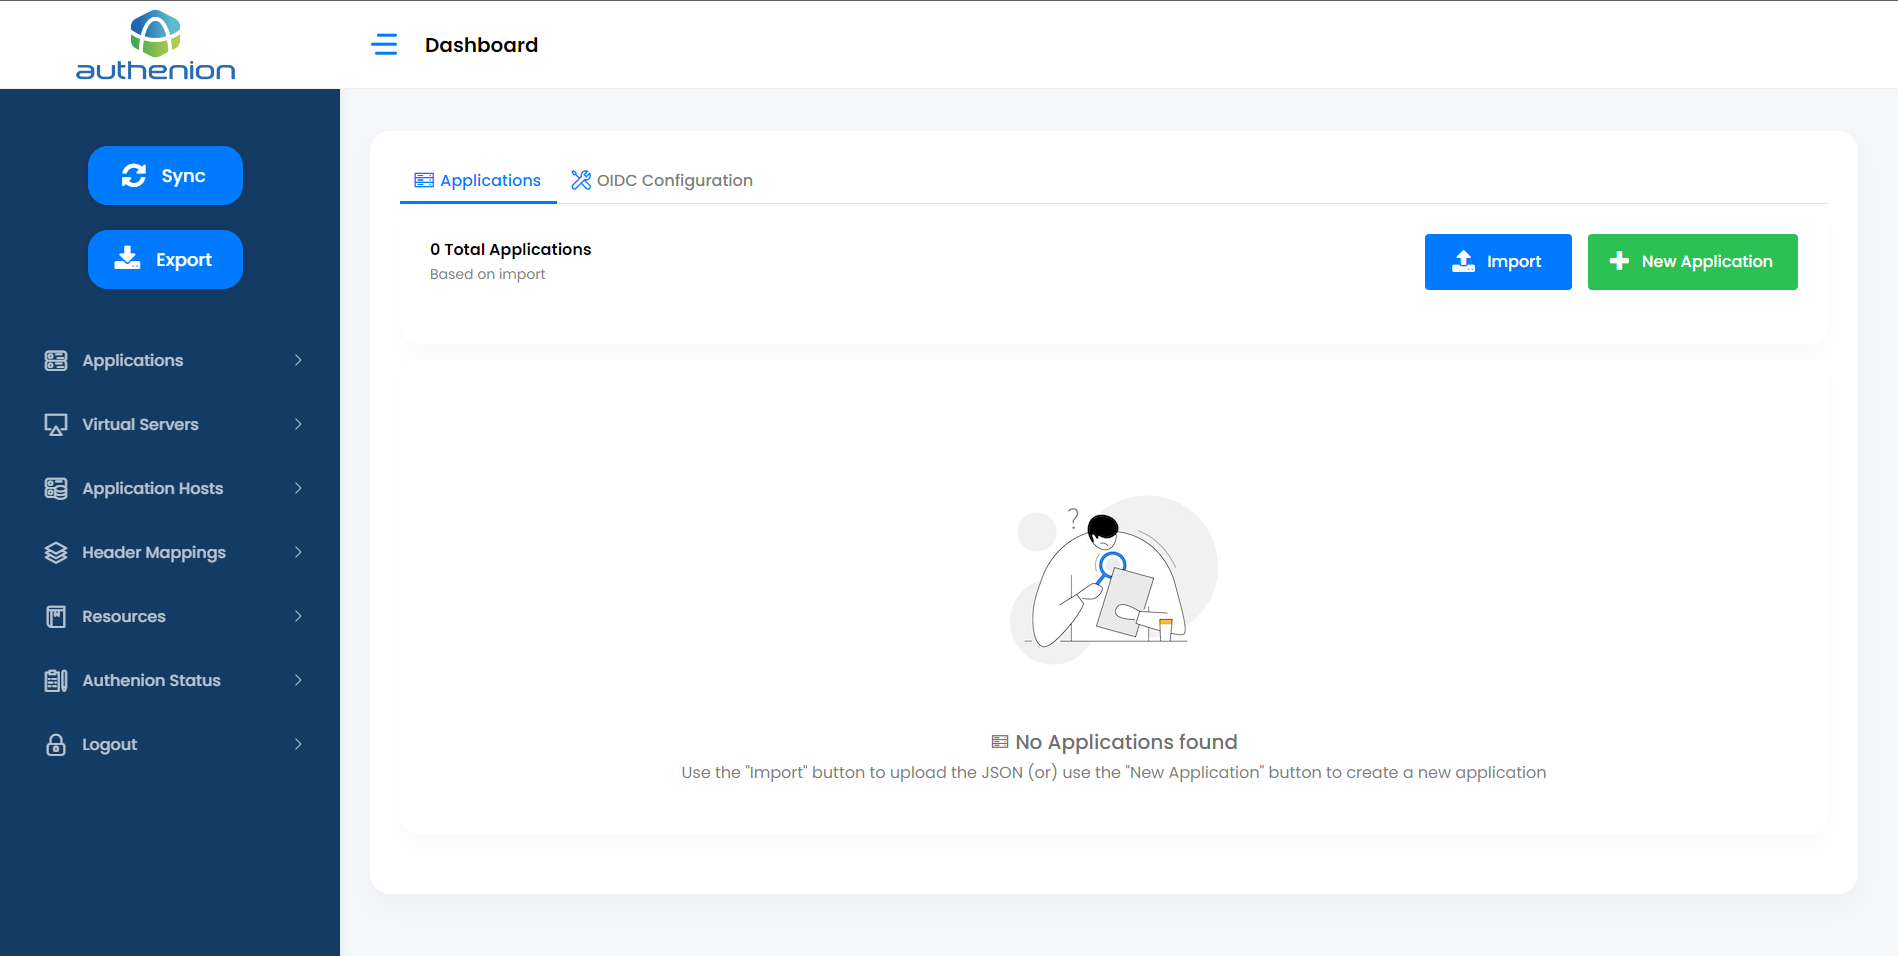 authenion
Dashboard
Sync
Export
Applications
Virtual Servers
Application Hosts
Header Mappings
Resources
Authenion Status
Logout
Applications
OIDC Configuration
0 Total Applications
Based on import
Import
New Application
?
No Applications found
Use the "Import" button to upload the JSON (or) use the "New Application" button to create a new application